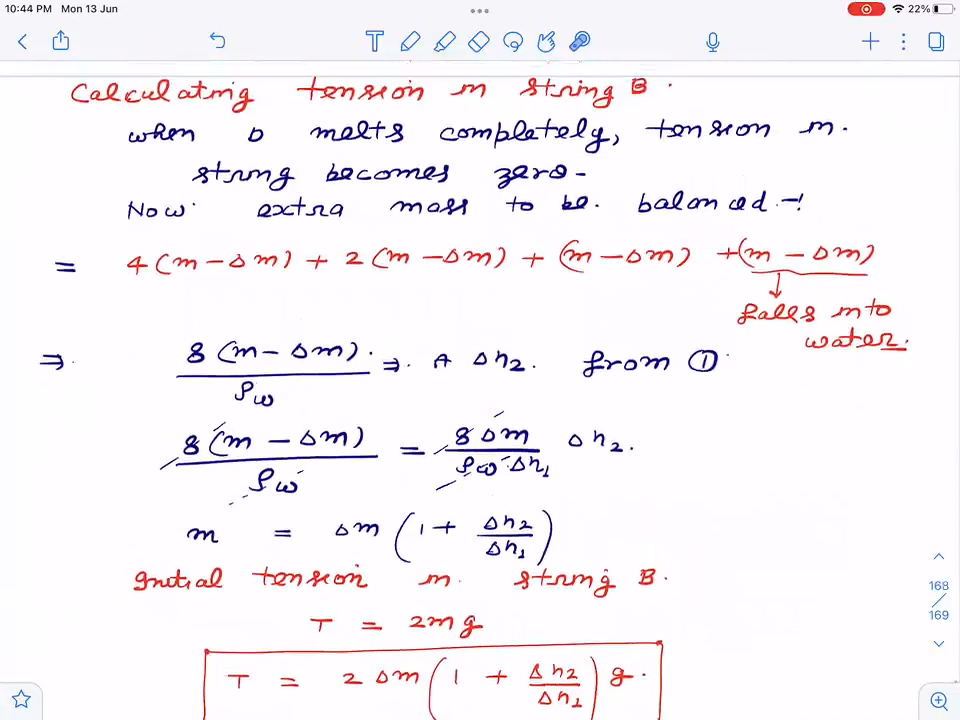 10:44 PM Mon 13 Jun
22%
Calculating tension in string B.
when D melts completely, tension in
string becomes zero-
Now extra mass to be balanced -
= 4(m-Δm) + 2(m-Δm) + (m-Δm) + (m-Δm)
falls into
water.
⇒ 8(m-Δm)/ρω ⇒ A Δh₂. from ①
8(m-Δm)/ρω = 8Δm/ρω Δh₁ Δh₂.
m = Δm(1+ Δh₂/Δh₁)
168
Initial tension in string B.
169
T = 2mg
T = 2Δm(1 + Δh₂/Δh₁)g.